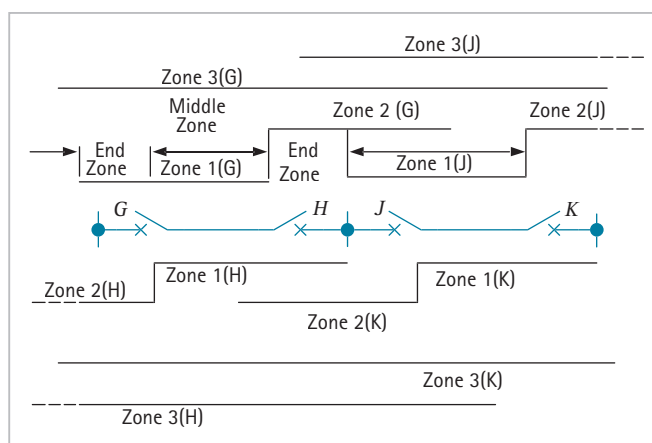 Zone 3(J)
Zone 3(G)
Middle
Zone
Zone 2 (G)
Zone 2(J)
End
Zone
Zone 1(G)
End
Zone
Zone 1(J)
G
H
J
K
Zone 1(H)
Zone 1(K)
Zone 2(H)
Zone 2(K)
Zone 3(K)
Zone 3(H)